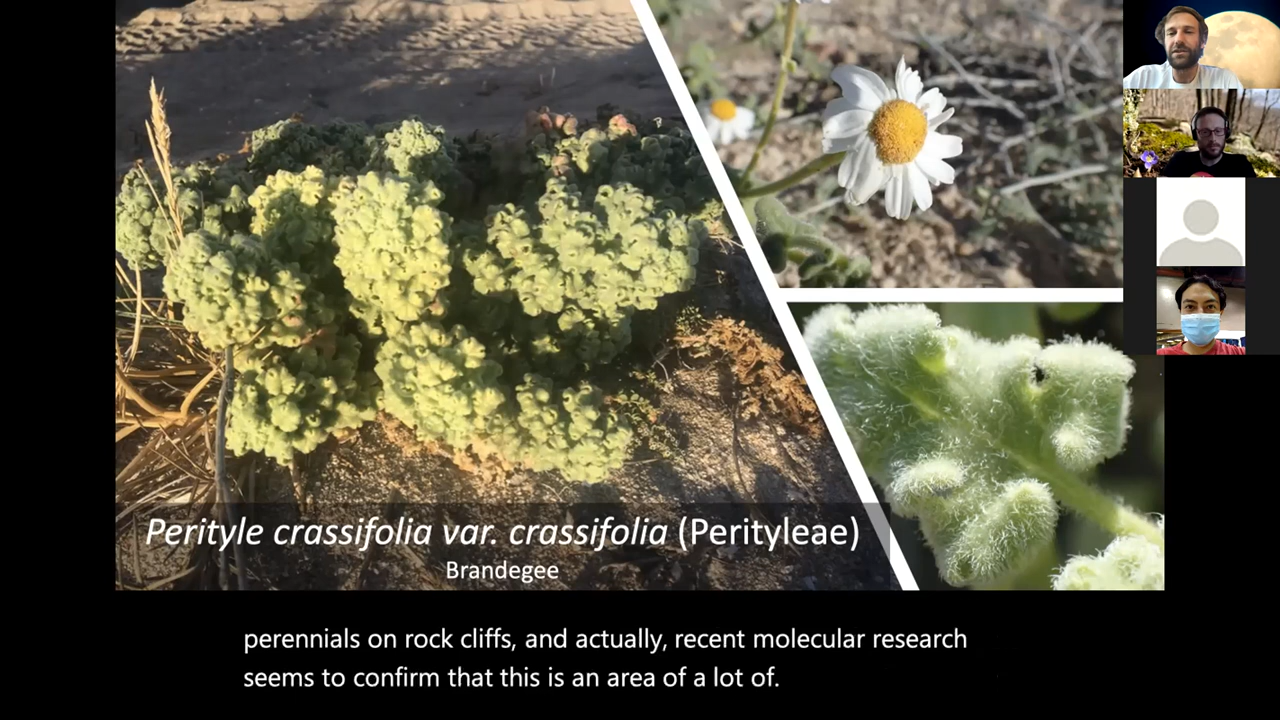 Perityle crassifolia var. crassifolia (Perityleae)
Brandegee
perennials on rock cliffs, and actually, recent molecular research
seems to confirm that this is an area of a lot of.